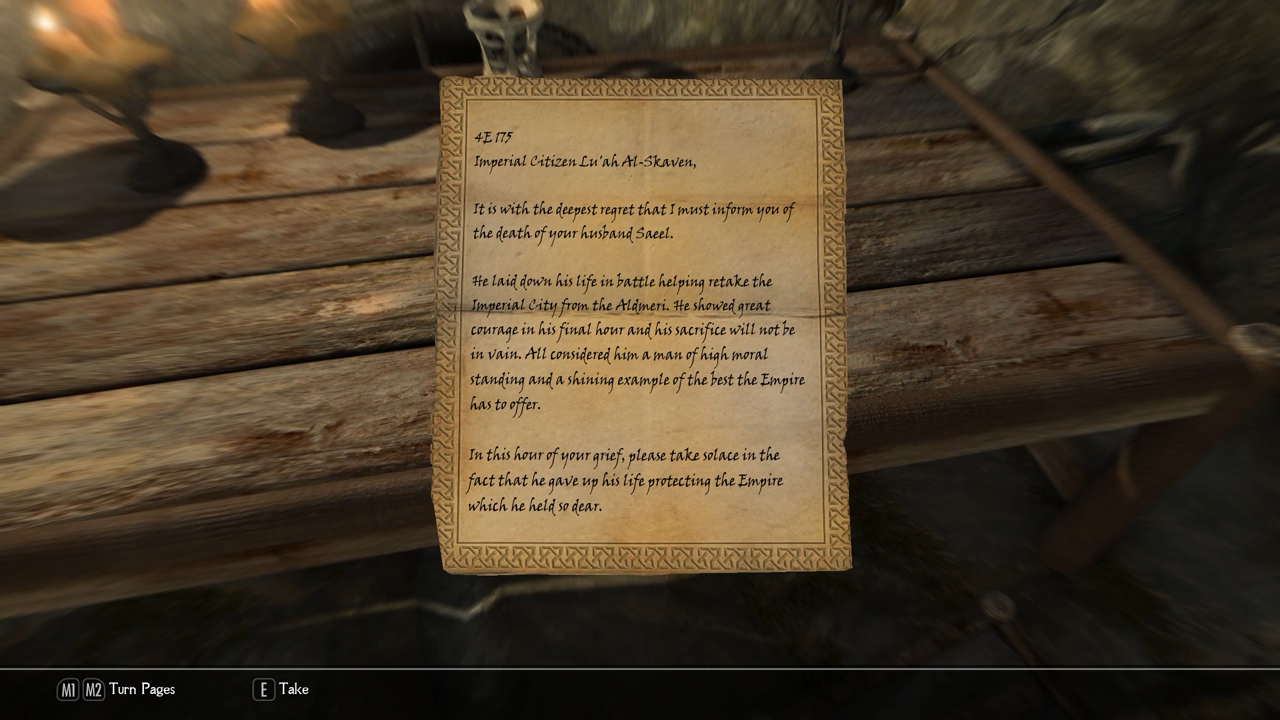 4E 175
Imperial Citizen Lu'ah Al-Skaven,
It is with the deepest regret that I must inform you of
the death of your husband Saeel.
He laid down his life in battle helping retake the
Imperial City from the Aldmeri. He showed great
courage in his final hour and his sacrifice will not be
in vain. All considered him a man of high moral
standing and a shining example of the best the Empire
has to offer.
In this hour of your grief, please take solace in the
fact that he gave up his life protecting the Empire
which he held so dear.
M1 M2 Turn Pages E Take